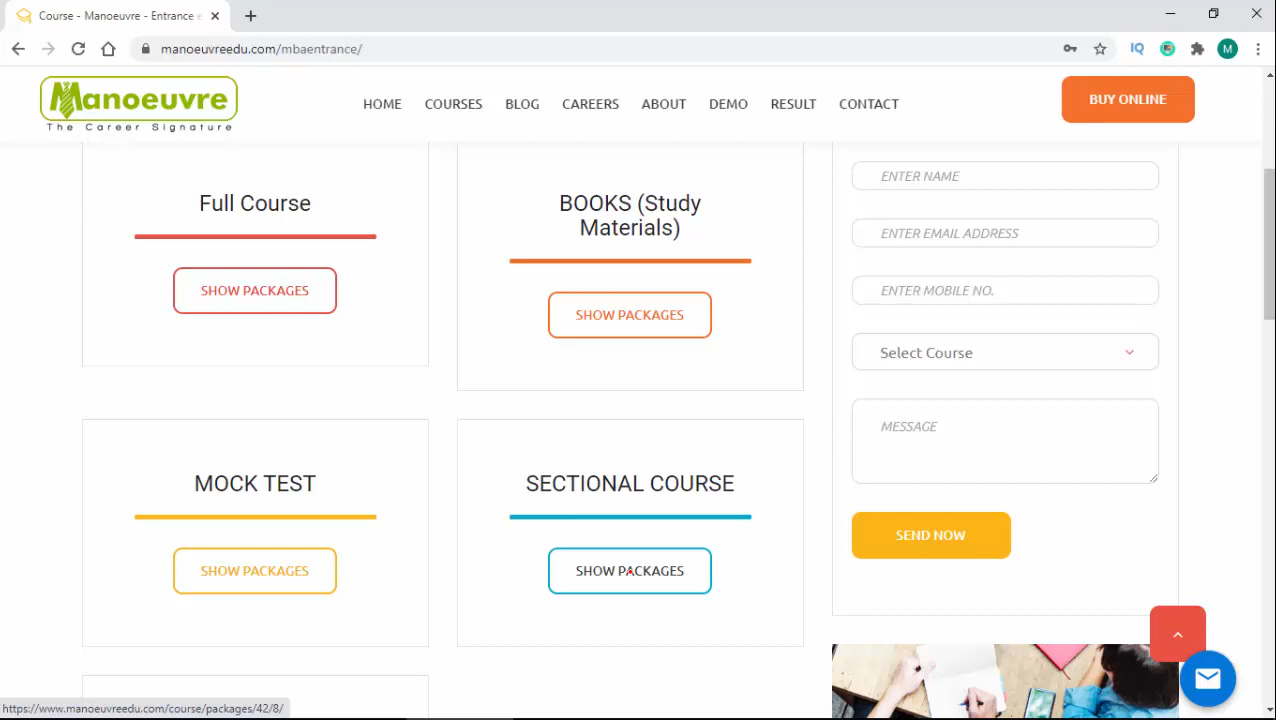 Course - Manoeuvre - Entrance e
manoeuvreedu.com/mbaentrance/
IQ
M
Manoeuvre
The Career Signature
HOME
COURSES
BLOG
CAREERS
ABOUT
DEMO
RESULT
CONTACT
BUY ONLINE
Full Course
SHOW PACKAGES
BOOKS (Study
Materials)
SHOW PACKAGES
MOCK TEST
SHOW PACKAGES
SECTIONAL COURSE
SHOW PACKAGES
ENTER NAME
ENTER EMAIL ADDRESS
ENTER MOBILE NO.
Select Course
MESSAGE
SEND NOW
https://www.manoeuvreedu.com/course/packages/42/8/